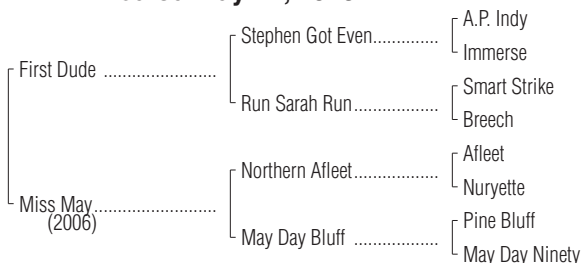 A.P. Indy
Stephen Got Even..............
Immerse
First Dude ........................
Smart Strike
Run Sarah Run ..................
Breech
Afleet
Northern Afleet..................
Nuryette
Miss May..........................
(2006)
Pine Bluff
May Day Bluff ..................
May Day Ninety